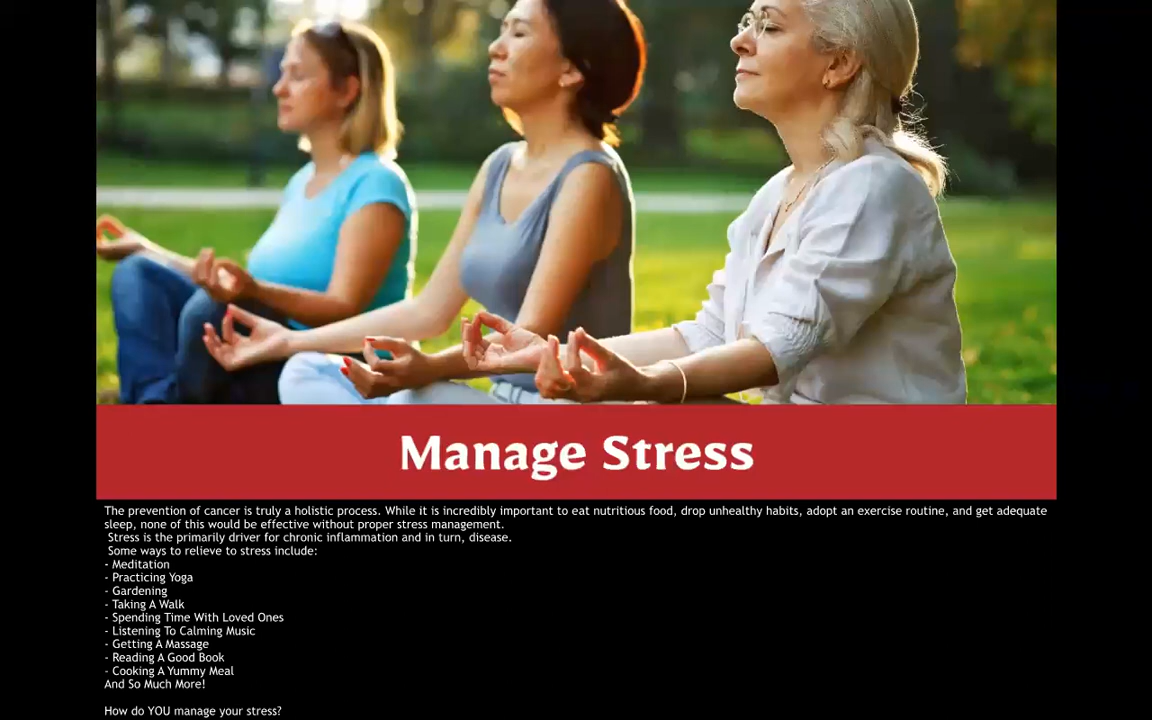 Manage Stress
The prevention of cancer is truly a holistic process. While it is incredibly important to eat nutritious food, drop unhealthy habits, adopt an exercise routine, and get adequate
sleep, none of this would be effective without proper stress management.
Stress is the primarily driver for chronic inflammation and in turn, disease.
Some ways to relieve to stress include:
- Meditation
- Practicing Yoga
- Gardening
- Taking A Walk
- Spending Time With Loved Ones
- Listening To Calming Music
- Getting A Massage
- Reading A Good Book
- Cooking A Yummy Meal
And So Much More!
How do YOU manage your stress?